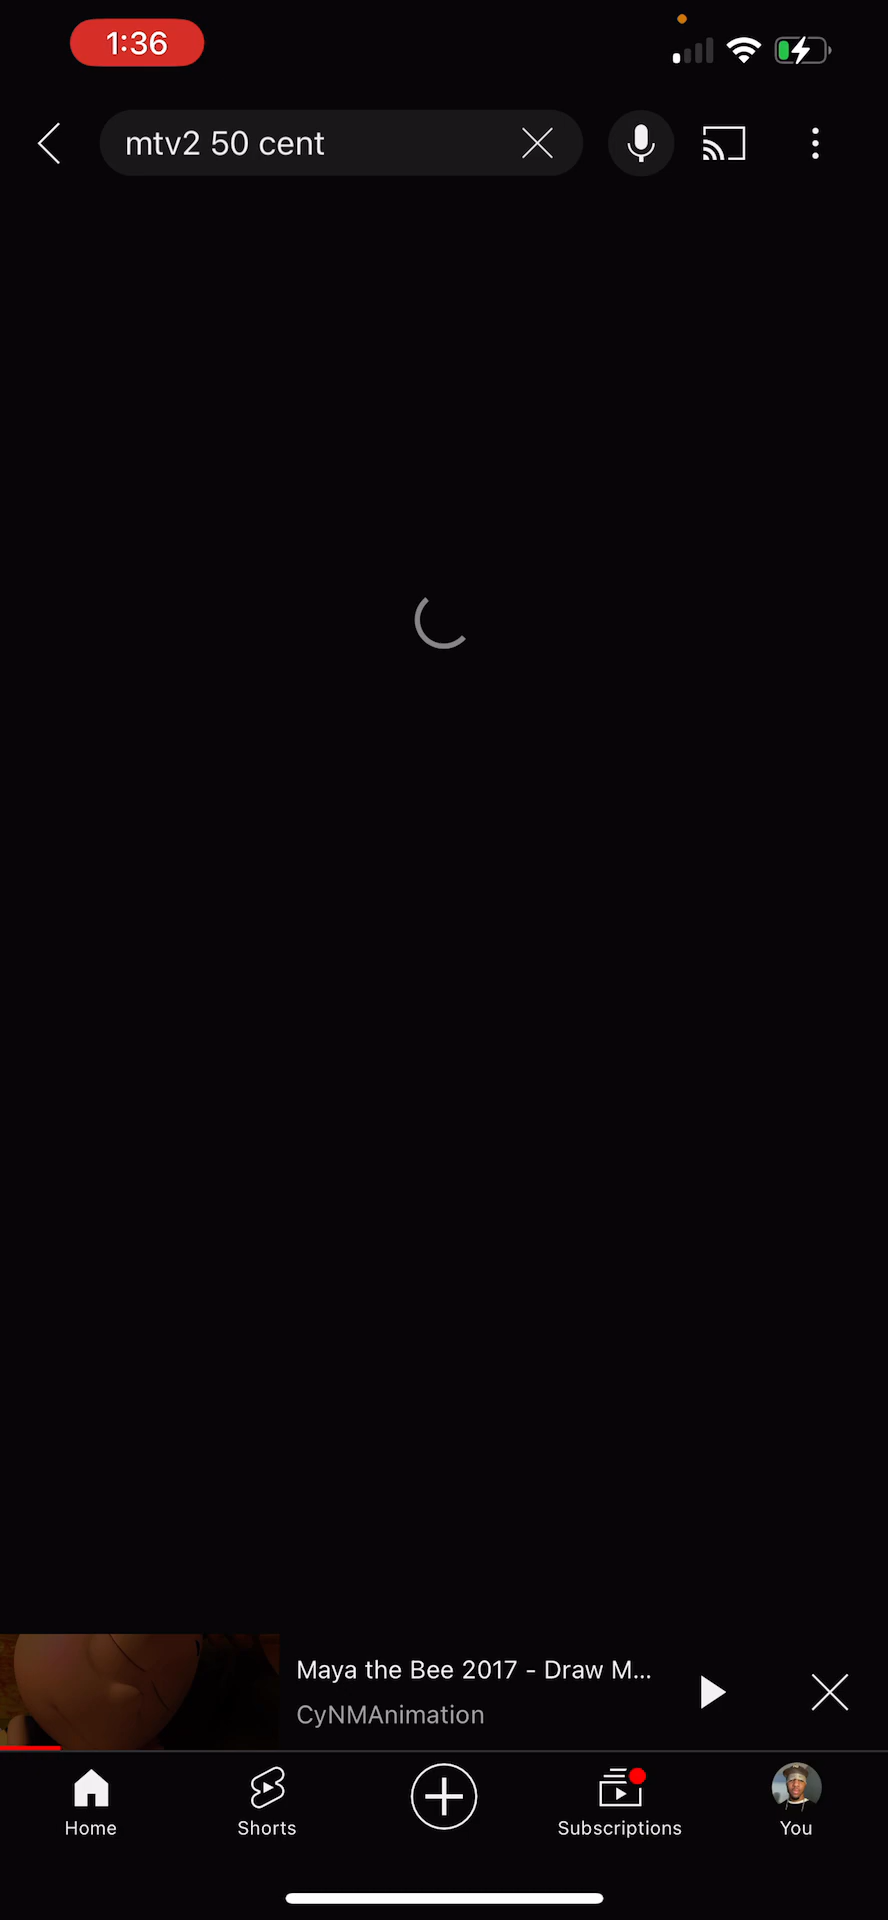 1:36
mtv2 50 cent
Maya the Bee 2017 - Draw M...
CyNMAnimation
Home
Shorts
Subscriptions
You